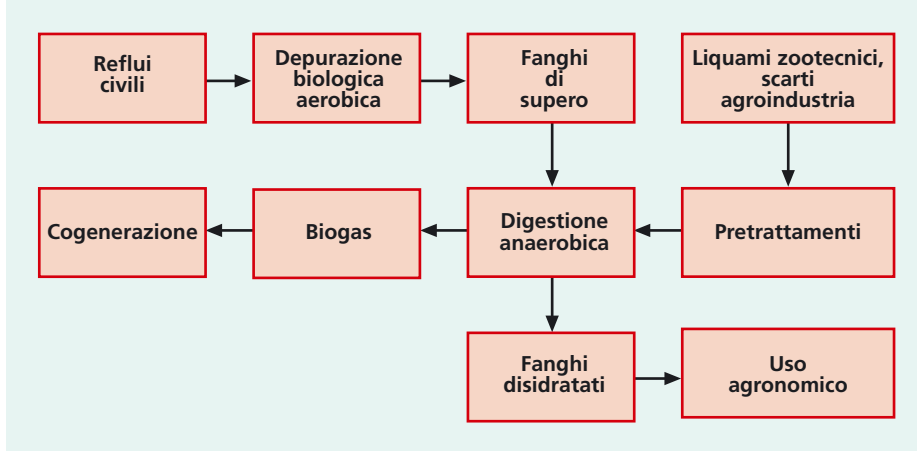 Reflui
civili
Depurazione
biologica
aerobica
Fanghi
di
supero
Liquami zootecnici,
scarti
agroindustria
Cogenerazione
Biogas
Digestione
anaerobica
Pretrattamenti
Fanghi
disidratati
Uso
agronomico